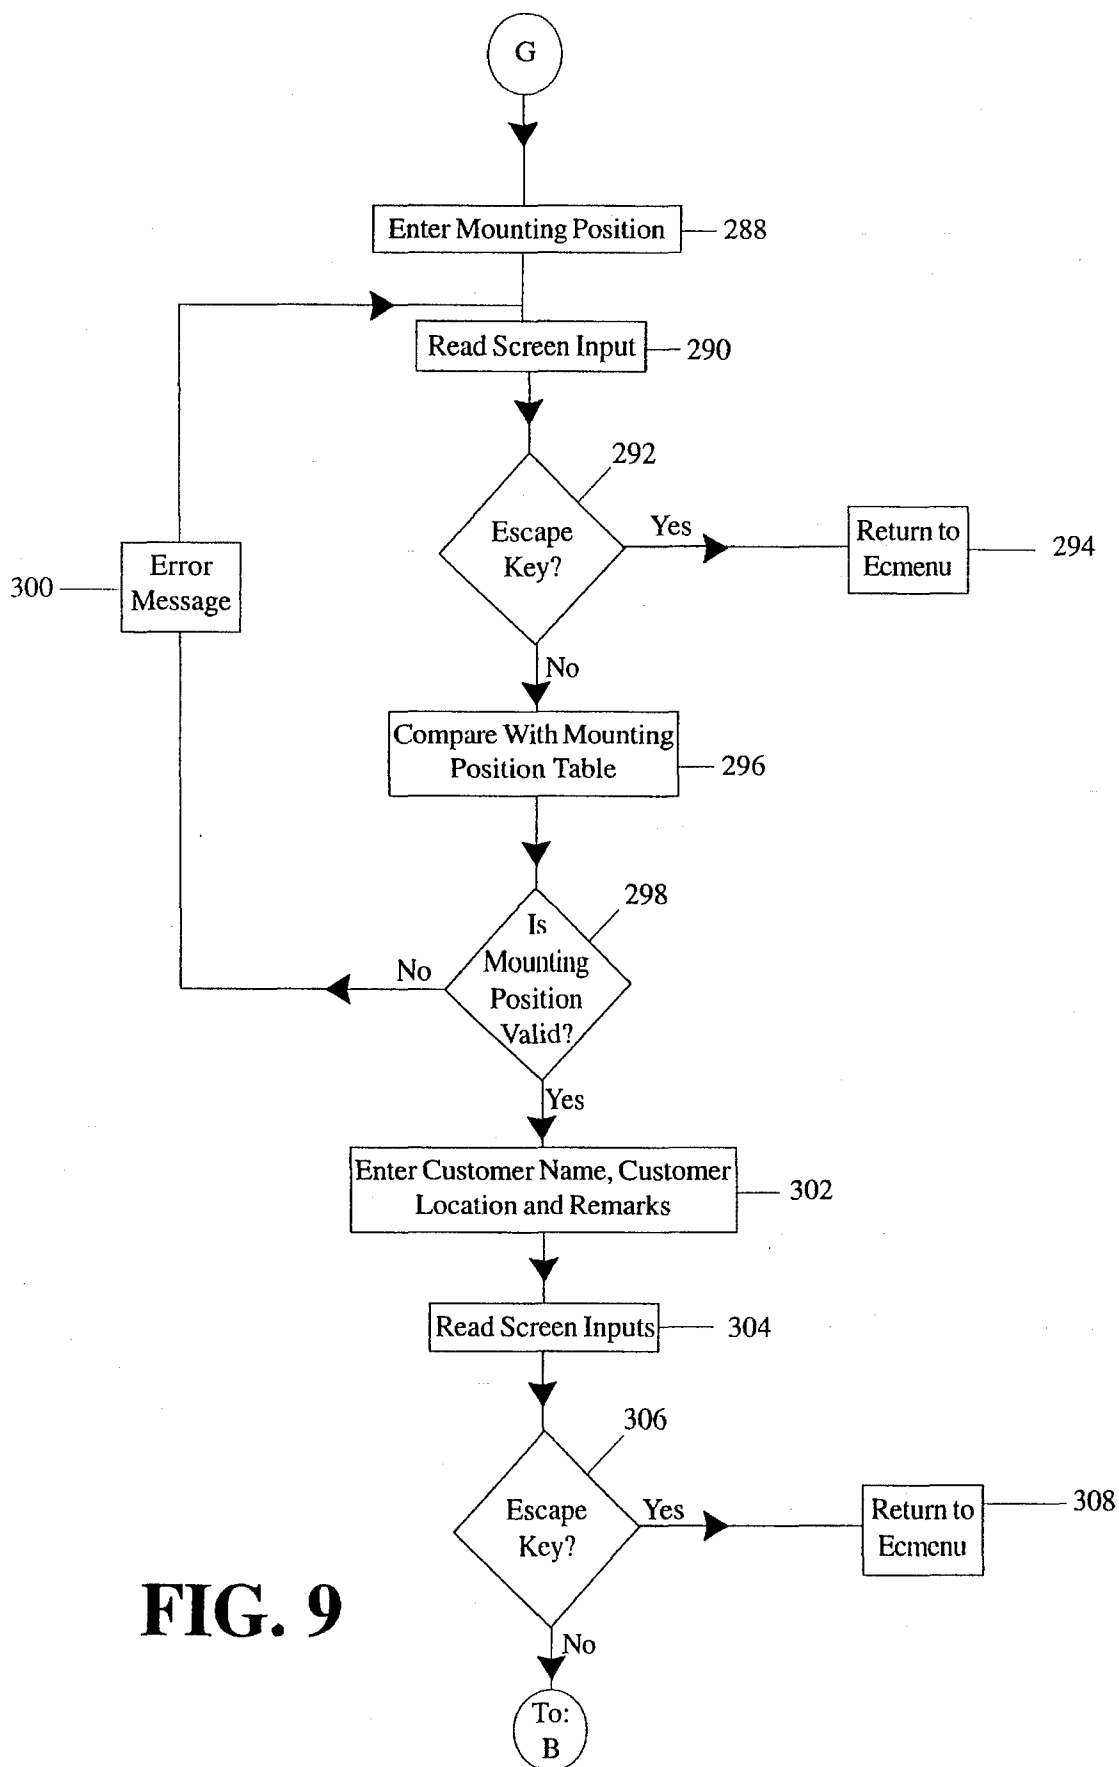 G
Enter Mounting Position
288
Read Screen Input
290
292
Escape
Key?
Yes
Return to
Ecmenu
294
Error
Message
300
No
Compare With Mounting
Position Table
296
298
Is
Mounting
Position
Valid?
No
Yes
Enter Customer Name, Customer
Location and Remarks
302
Read Screen Inputs
304
306
Escape
Key?
Yes
Return to
Ecmenu
308
FIG. 9
No
To:
B